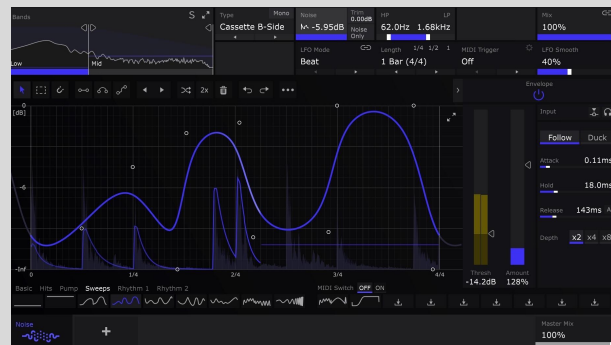 Bands
S
Type
Mono
Noise
Trim
0.00dB
HP
LP
Mix
Cassette B-Side
-5.95dB
Noise
Only
62.0Hz
1.68kHz
100%
LFO Mode
Length
1/4
1/2
1
MIDI Trigger
LFO Smooth
Low
Mid
Beat
1 Bar (4/4)
Off
40%
2x
Envelope
0
[dB]
Input
Follow
Duck
Attack
0.11ms
-6
Hold
18.0ms
Release
143ms
A
Depth
x2
x4
x8
-Inf
0
1/4
2/4
3/4
4/4
Thresh
Amount
-14.2dB
128%
Basic
Hits
Pump
Sweeps
Rhythm 1
Rhythm 2
MIDI Switch
OFF
ON
Noise
+
Master Mix
100%